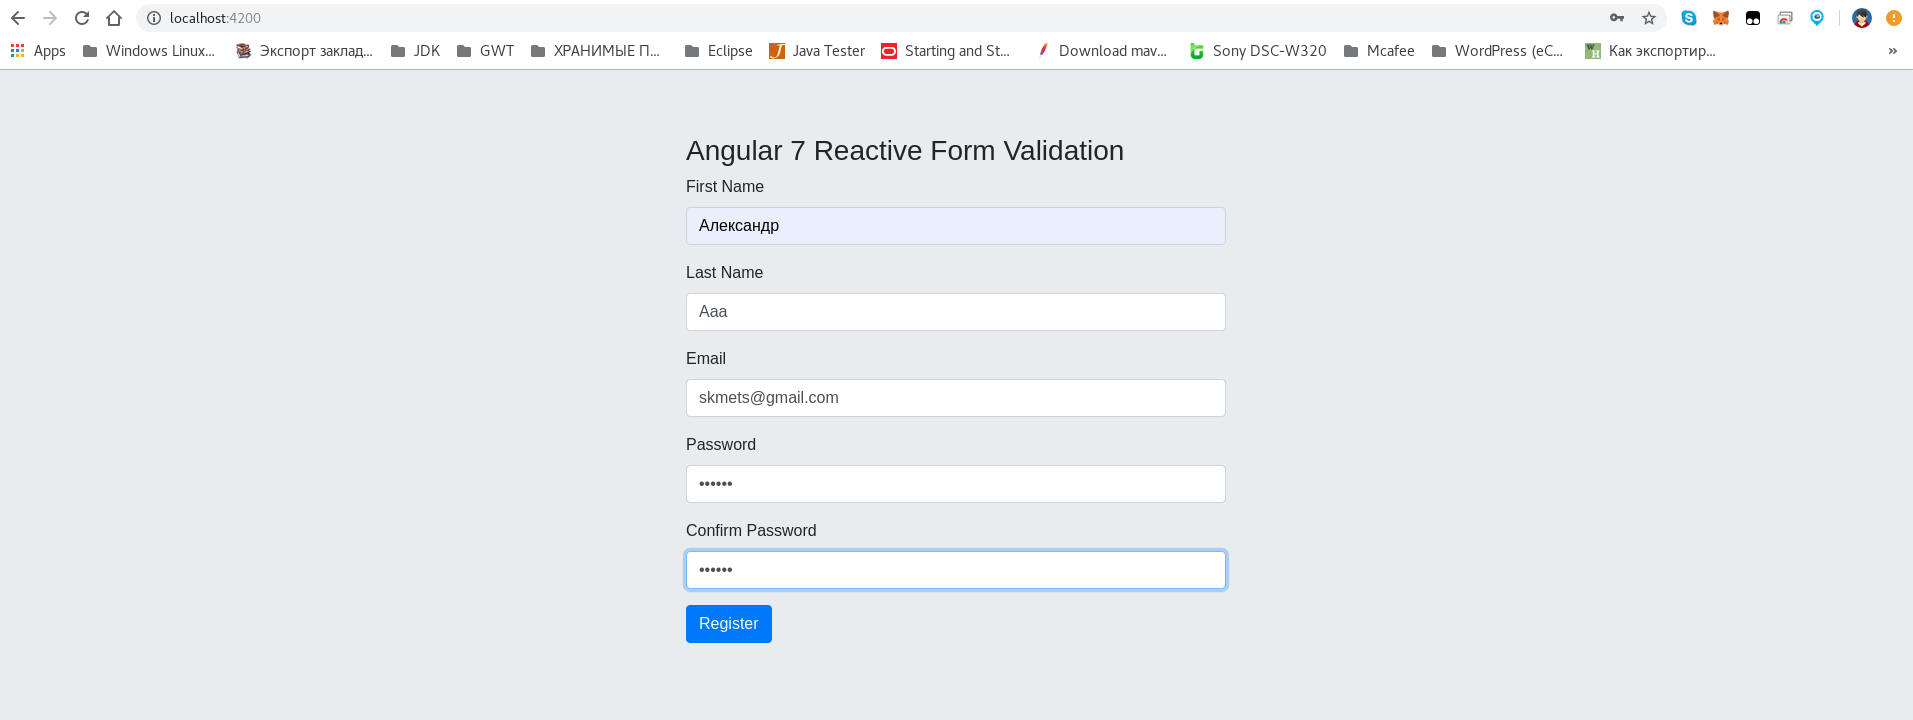 localhost:4200
Apps Windows Linux... Экспорт заклад... JDK GWT ХРАНИМЫЕ П... Eclipse Java Tester Starting and St... Download mav... Sony DSC-W320 Mcafee WordPress (eC... Как экспортир... »
Angular 7 Reactive Form Validation
First Name
Александр
Last Name
Aaa
Email
skmets@gmail.com
Password
••••••
Confirm Password
••••••
Register